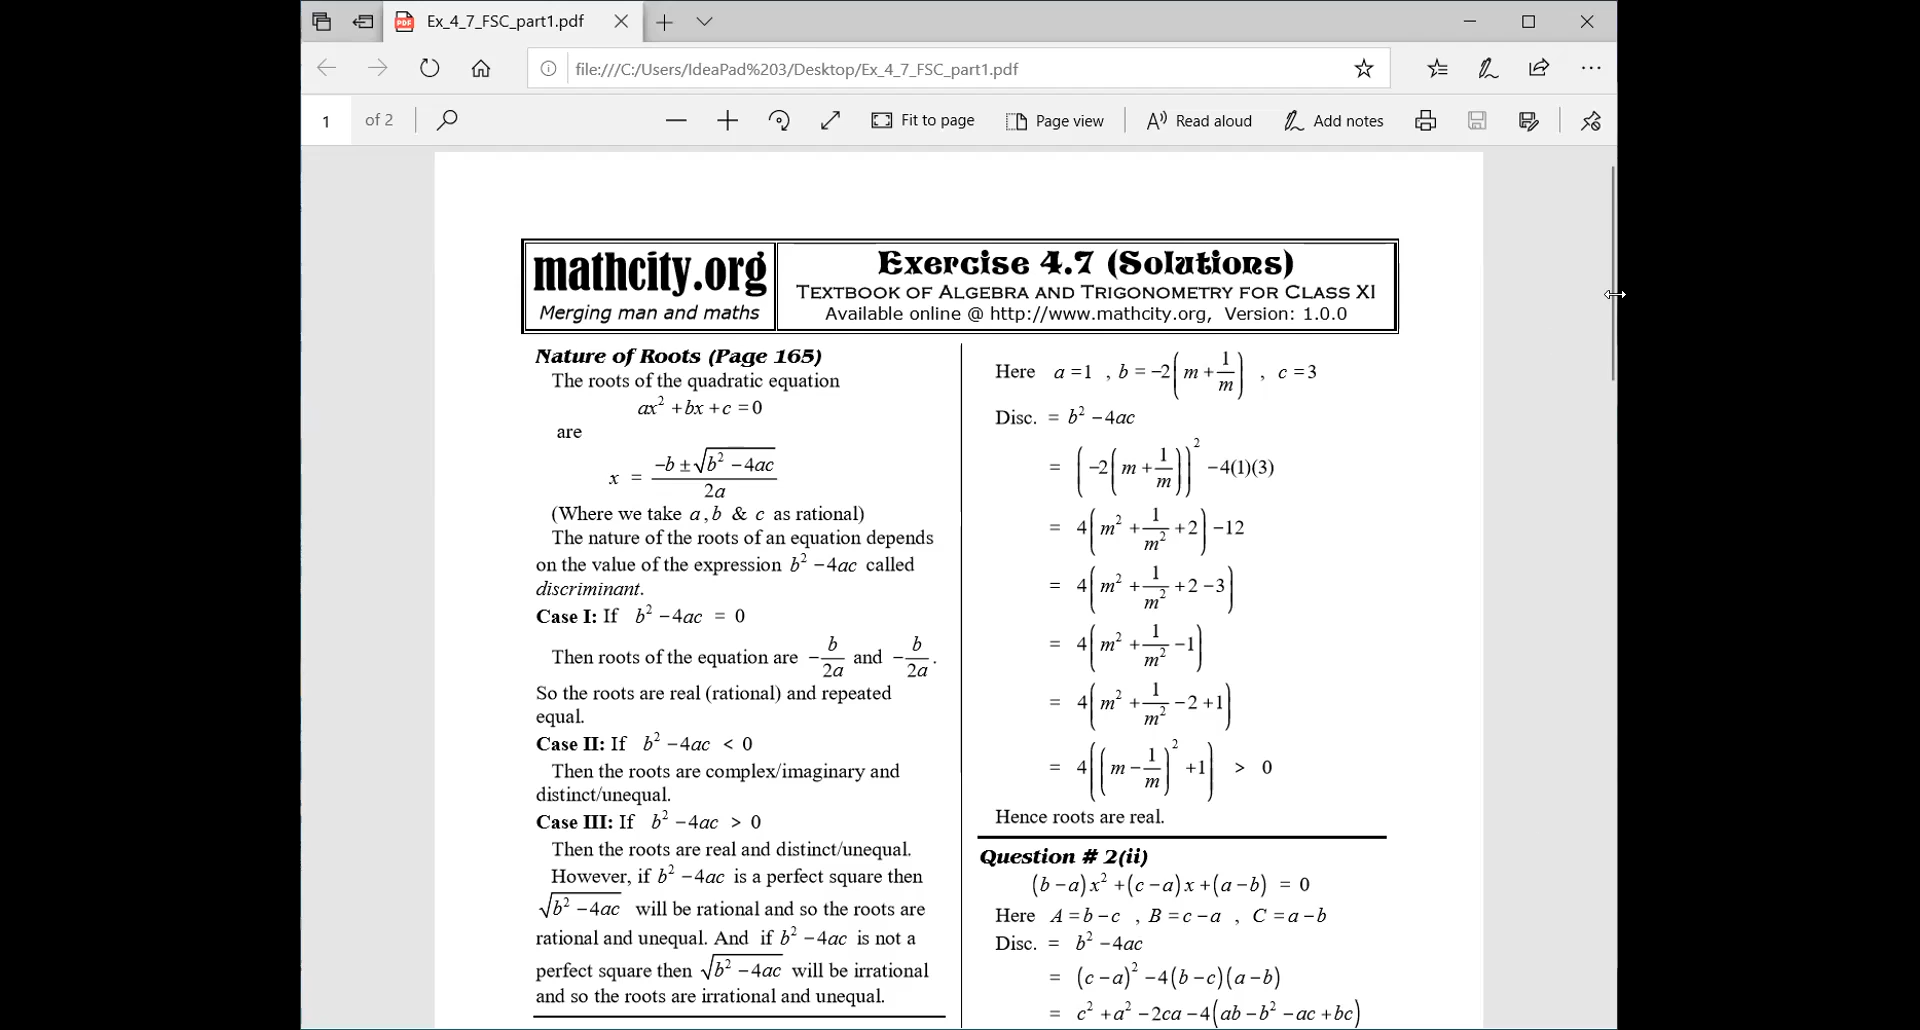 Ex_4_7_FSC_part1.pdf
file:///C:/Users/IdeaPad%203/Desktop/Ex_4_7_FSC_part1.pdf
1 of 2 Fit to page Page view Read aloud Add notes
mathcity.org
Merging man and maths
Exercise 4.7 (Solutions)
TEXTBOOK OF ALGEBRA AND TRIGONOMETRY FOR CLASS XI
Available online @ http://www.mathcity.org, Version: 1.0.0
Nature of Roots (Page 165)
The roots of the quadratic equation
ax² + bx + c = 0
are
x = (−b ± √(b² − 4ac)) / 2a
(Where we take a, b & c as rational)
The nature of the roots of an equation depends
on the value of the expression b² − 4ac called
discriminant.
Case I: If b² − 4ac = 0
Then roots of the equation are −b/2a and −b/2a.
So the roots are real (rational) and repeated
equal.
Case II: If b² − 4ac < 0
Then the roots are complex/imaginary and
distinct/unequal.
Case III: If b² − 4ac > 0
Then the roots are real and distinct/unequal.
However, if b² − 4ac is a perfect square then
√(b² − 4ac) will be rational and so the roots are
rational and unequal. And if b² − 4ac is not a
perfect square then √(b² − 4ac) will be irrational
and so the roots are irrational and unequal.
Here a = 1 , b = −2(m + 1/m) , c = 3
Disc. = b² − 4ac
= (−2(m + 1/m))² − 4(1)(3)
= 4(m² + 1/m² + 2) − 12
= 4(m² + 1/m² + 2 − 3)
= 4(m² + 1/m² − 1)
= 4(m² + 1/m² − 2 + 1)
= 4((m − 1/m)² + 1) > 0
Hence roots are real.
Question # 2(ii)
(b − a)x² + (c − a)x + (a − b) = 0
Here A = b − c , B = c − a , C = a − b
Disc. = b² − 4ac
= (c − a)² − 4(b − c)(a − b)
= c² + a² − 2ca − 4(ab − b² − ac + bc)